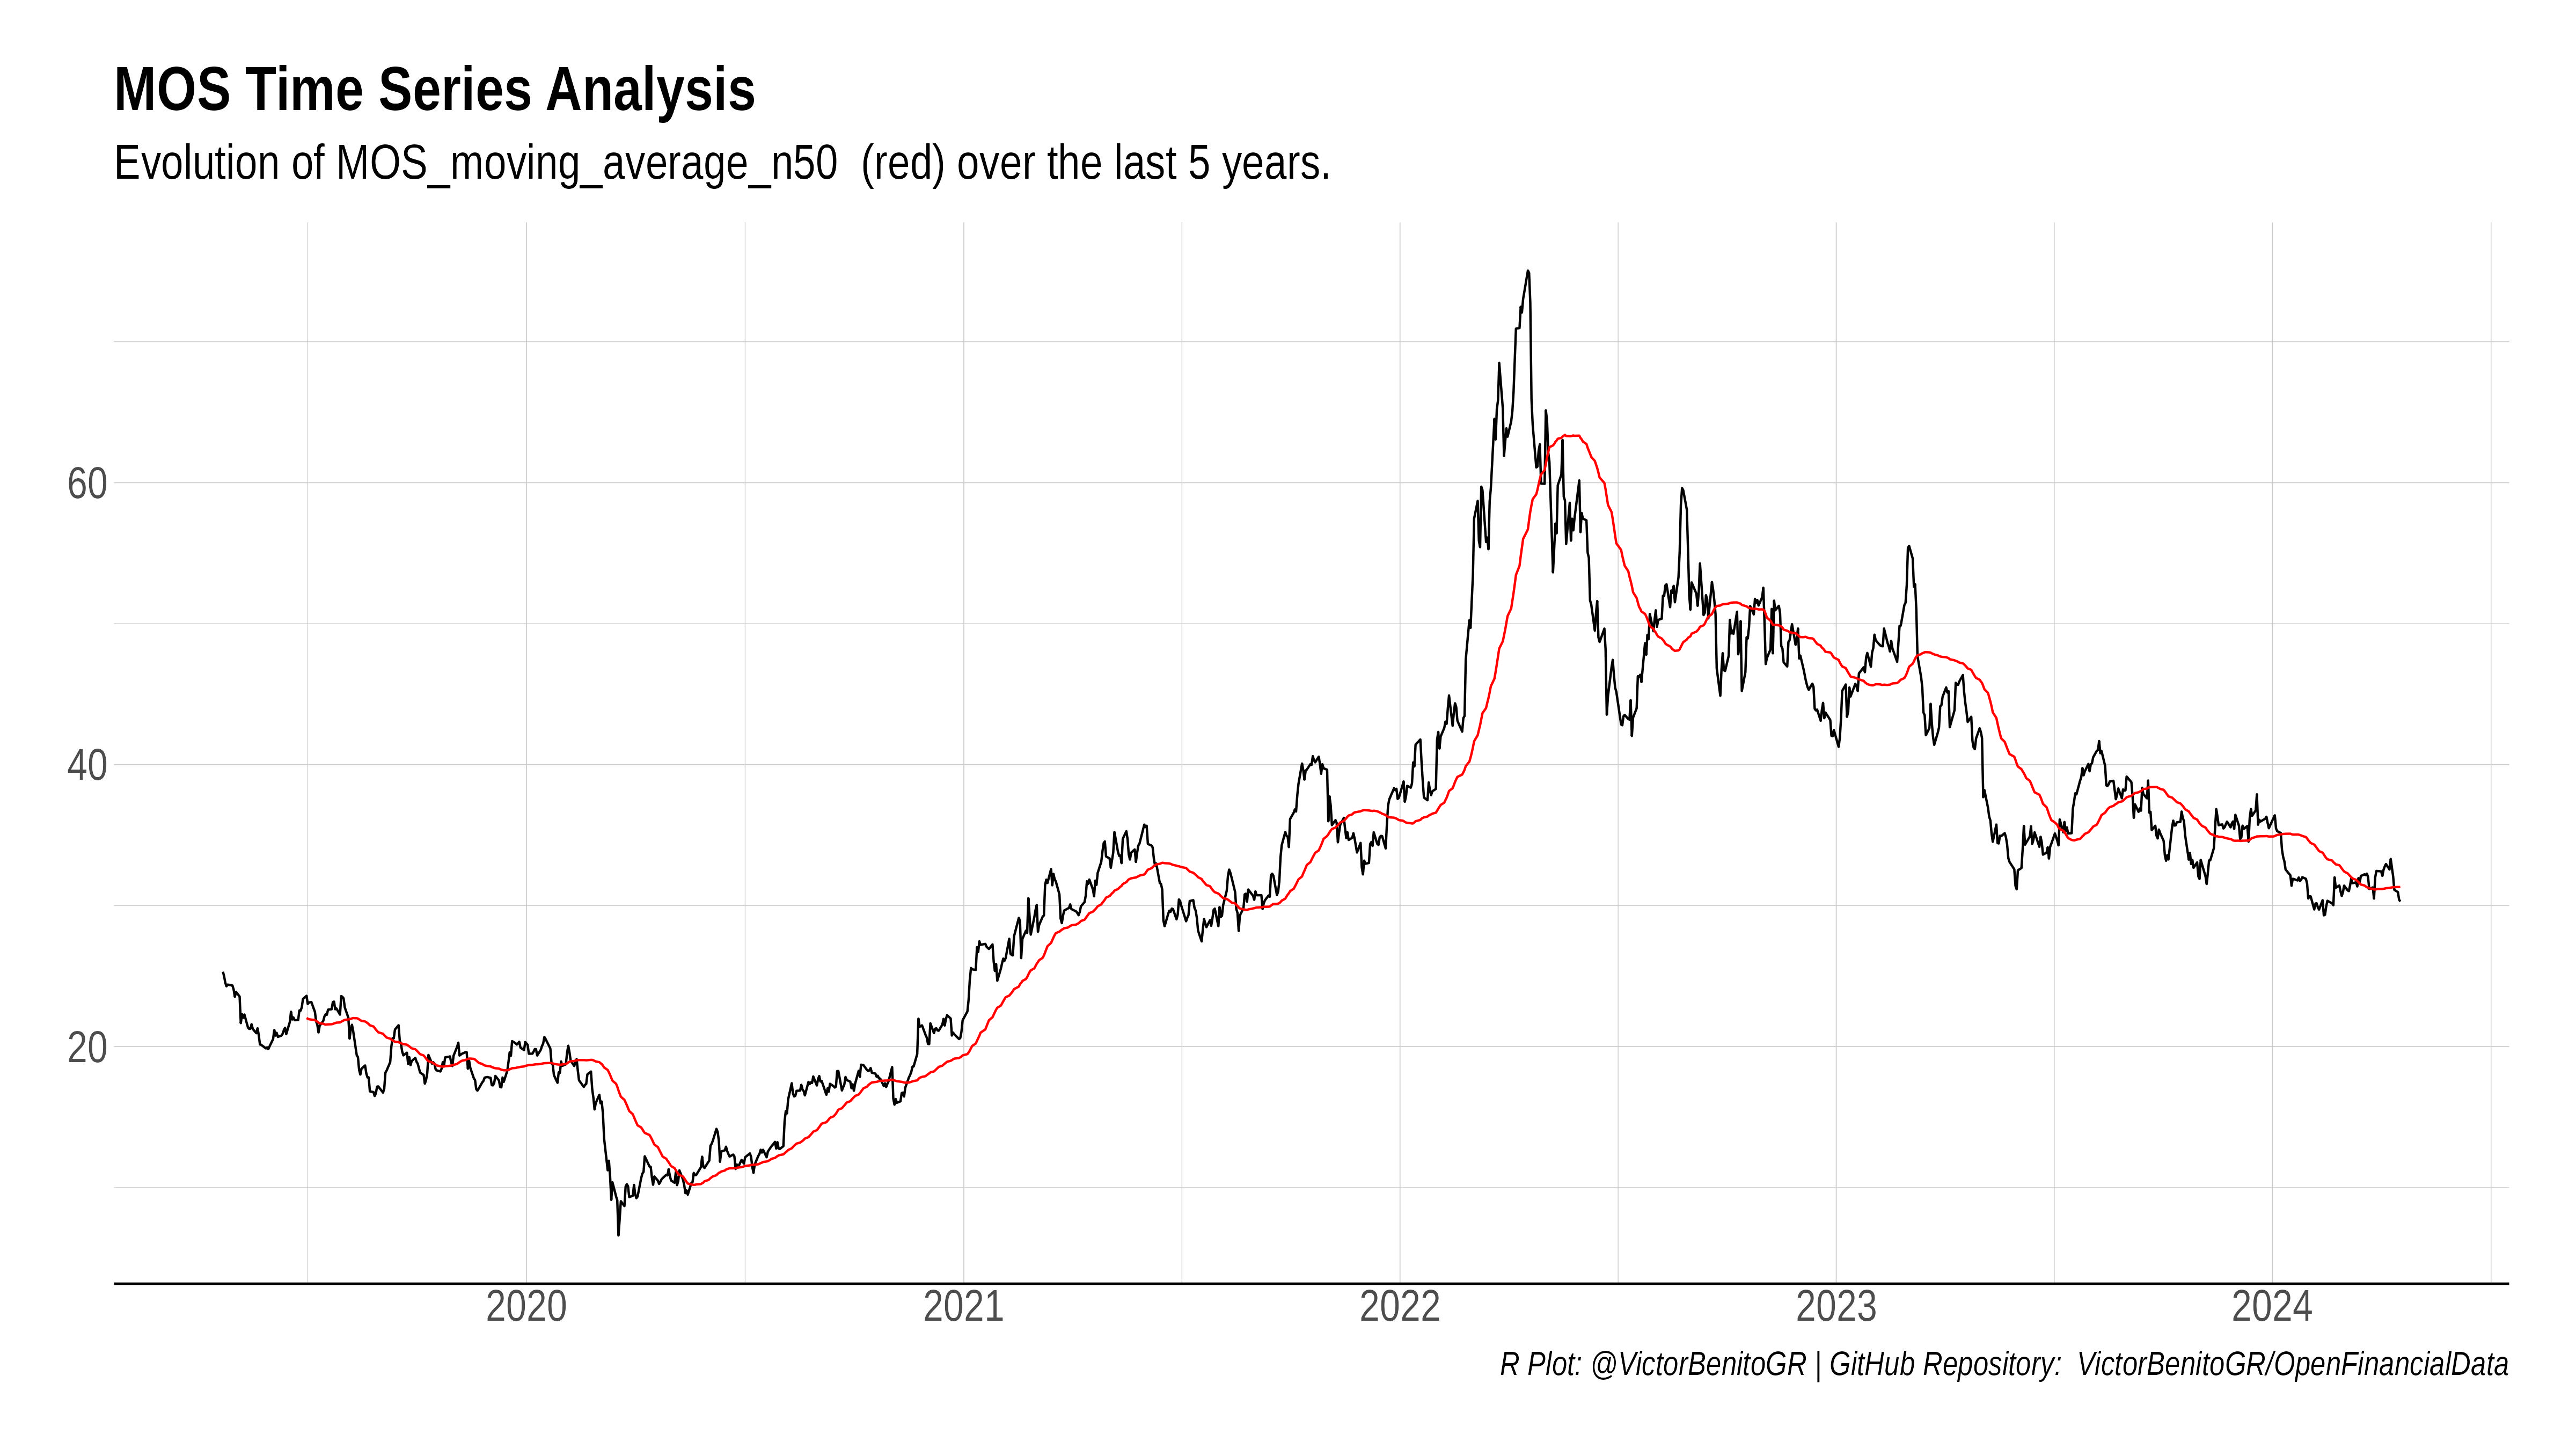 MOS Time Series Analysis
Evolution of MOS_moving_average_n50  (red) over the last 5 years.
60
40
20
2020 2021 2022 2023 2024
R Plot: @VictorBenitoGR | GitHub Repository:  VictorBenitoGR/OpenFinancialData